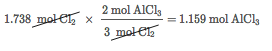 1.738 mol Cl₂ × 2 mol AlCl₃ / 3 mol Cl₂ = 1.159 mol AlCl₃